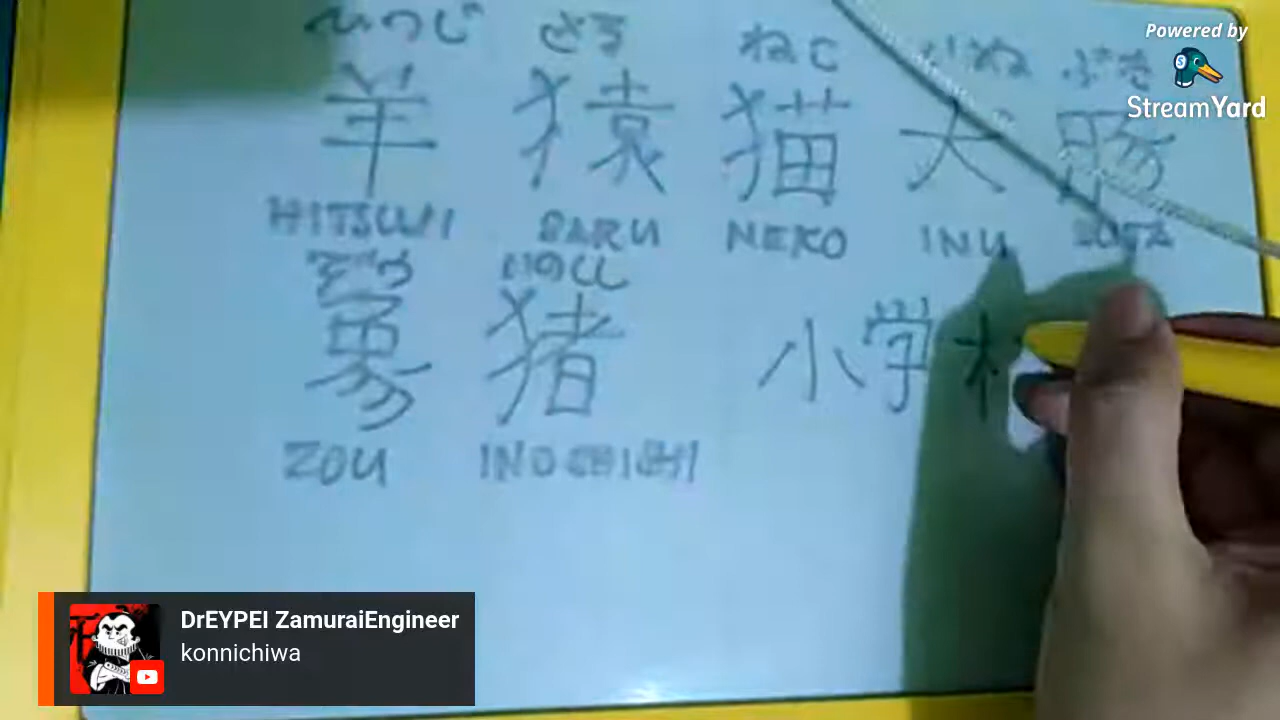 ひつじ さる ねこ いぬ ぶた
羊 猿 猫 犬 豚
HITSUJI SARU NEKO INU BUTA
ぞう いのしし
象 猪 小学
ZOU INOSHISHI
Powered by
StreamYard
DrEYPEI ZamuraiEngineer
konnichiwa